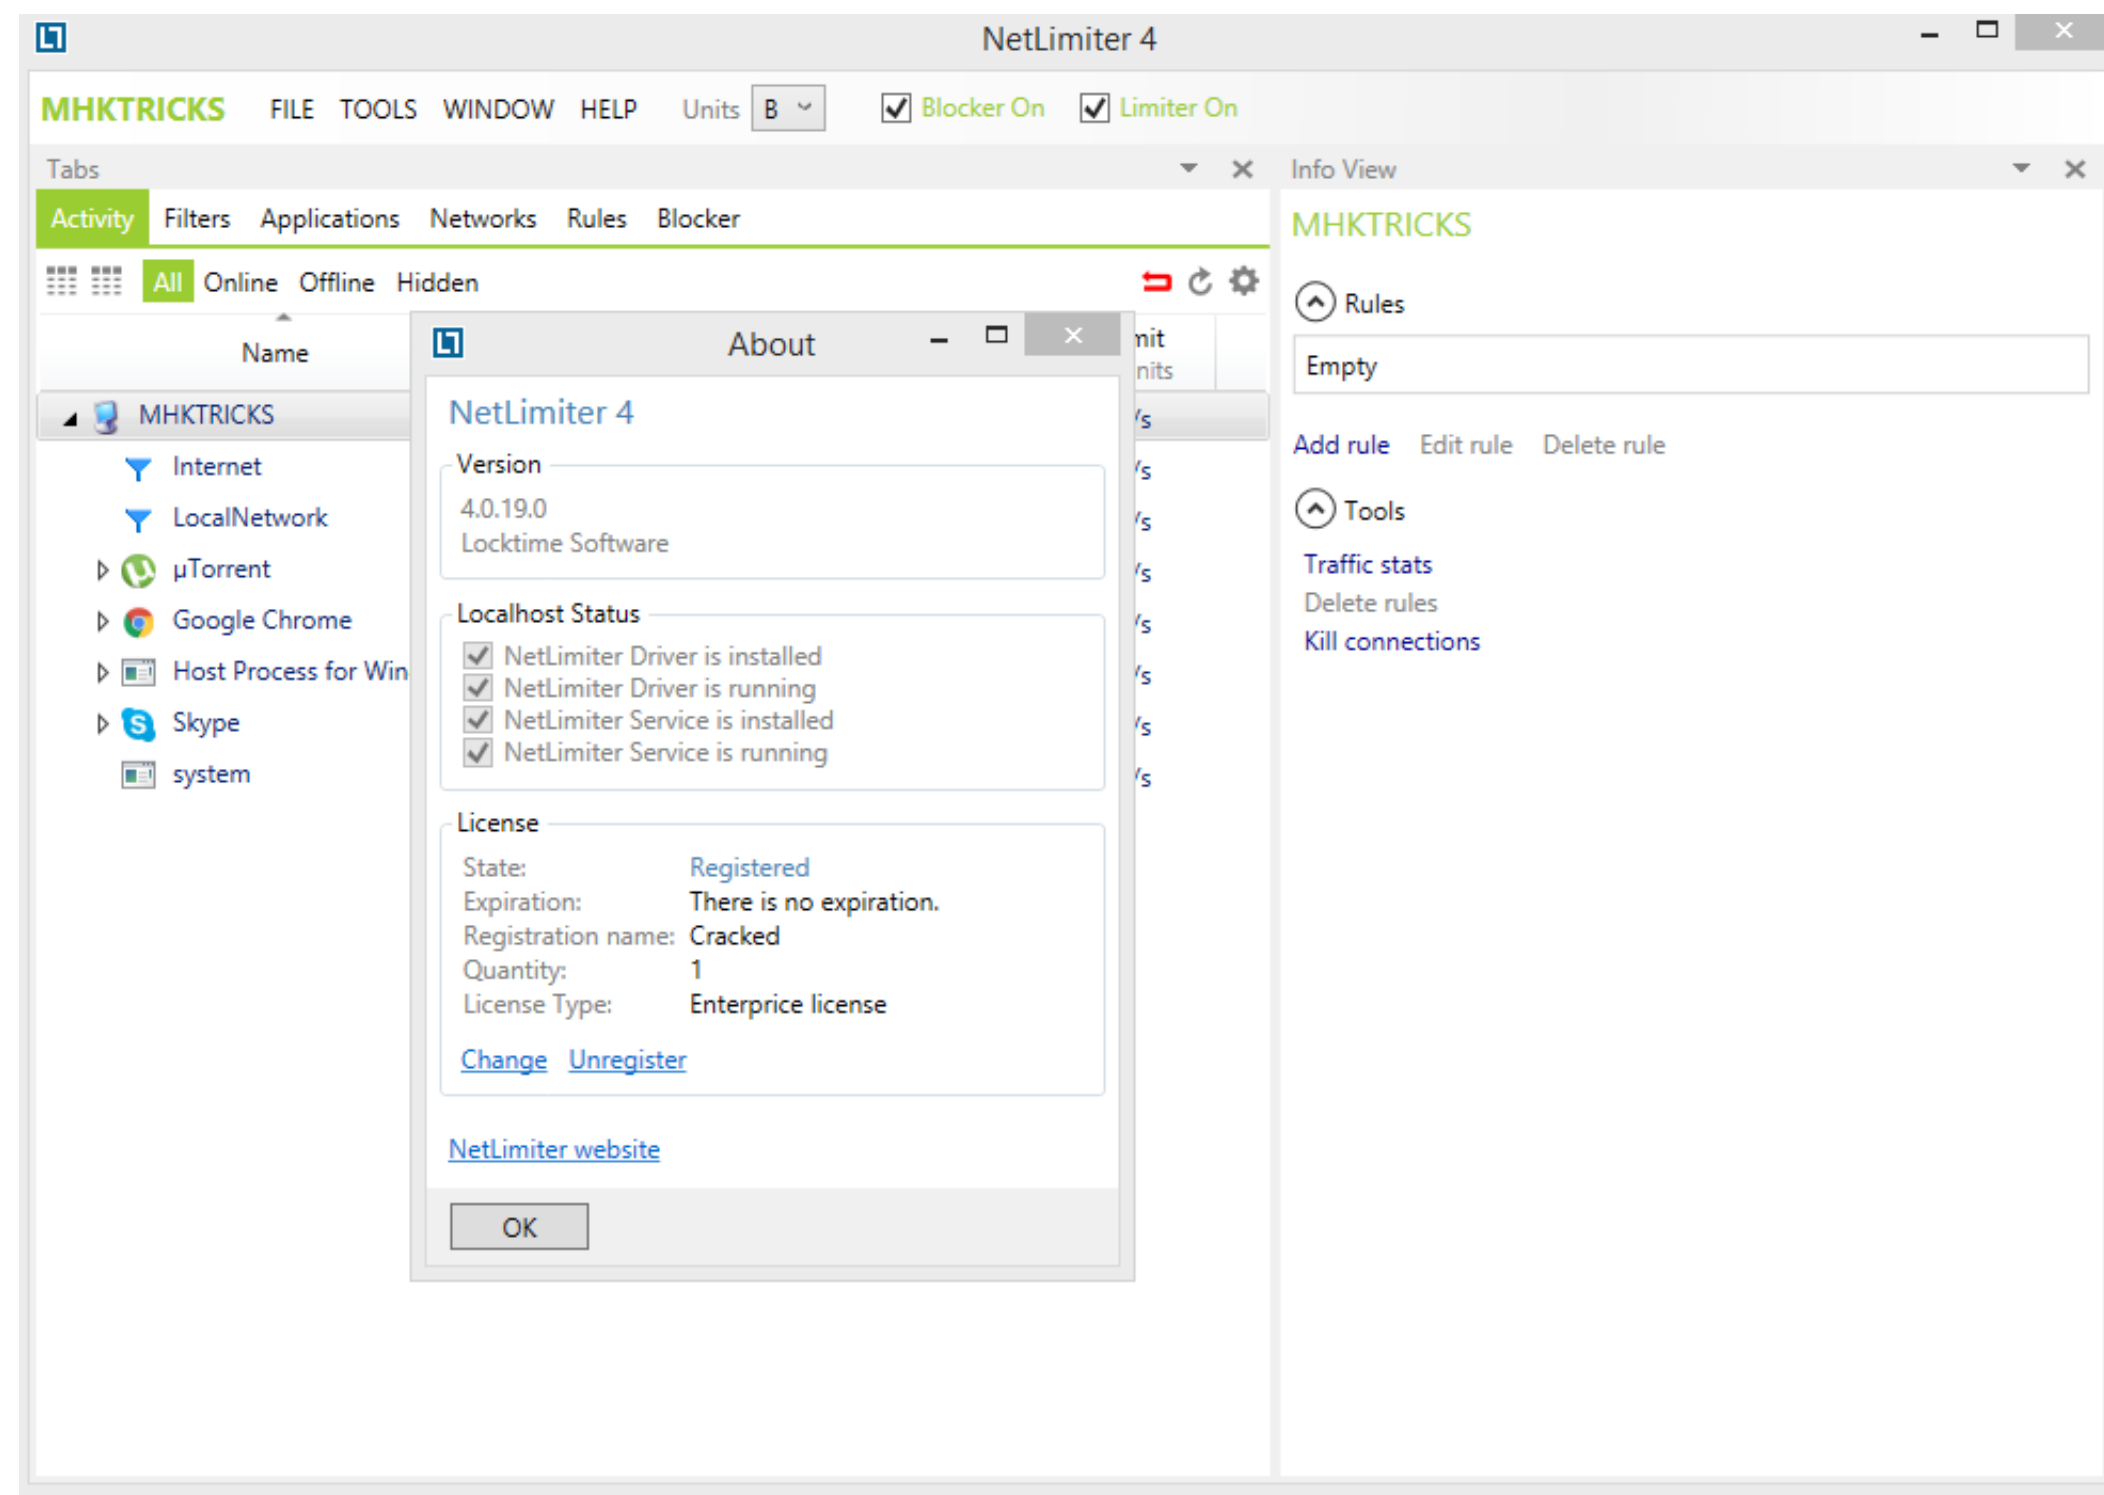 NetLimiter 4
MHKTRICKS FILE TOOLS WINDOW HELP Units B Blocker On Limiter On
Tabs
Activity Filters Applications Networks Rules Blocker
All Online Offline Hidden
Name
MHKTRICKS
Internet
LocalNetwork
µTorrent
Google Chrome
Host Process for Win
Skype
system
mit
nits
/s
/s
/s
/s
/s
/s
/s
/s
About
NetLimiter 4
Version
4.0.19.0
Locktime Software
Localhost Status
NetLimiter Driver is installed
NetLimiter Driver is running
NetLimiter Service is installed
NetLimiter Service is running
License
State: Registered
Expiration: There is no expiration.
Registration name: Cracked
Quantity: 1
License Type: Enterprice license
Change Unregister
NetLimiter website
OK
Info View
MHKTRICKS
Rules
Empty
Add rule Edit rule Delete rule
Tools
Traffic stats
Delete rules
Kill connections